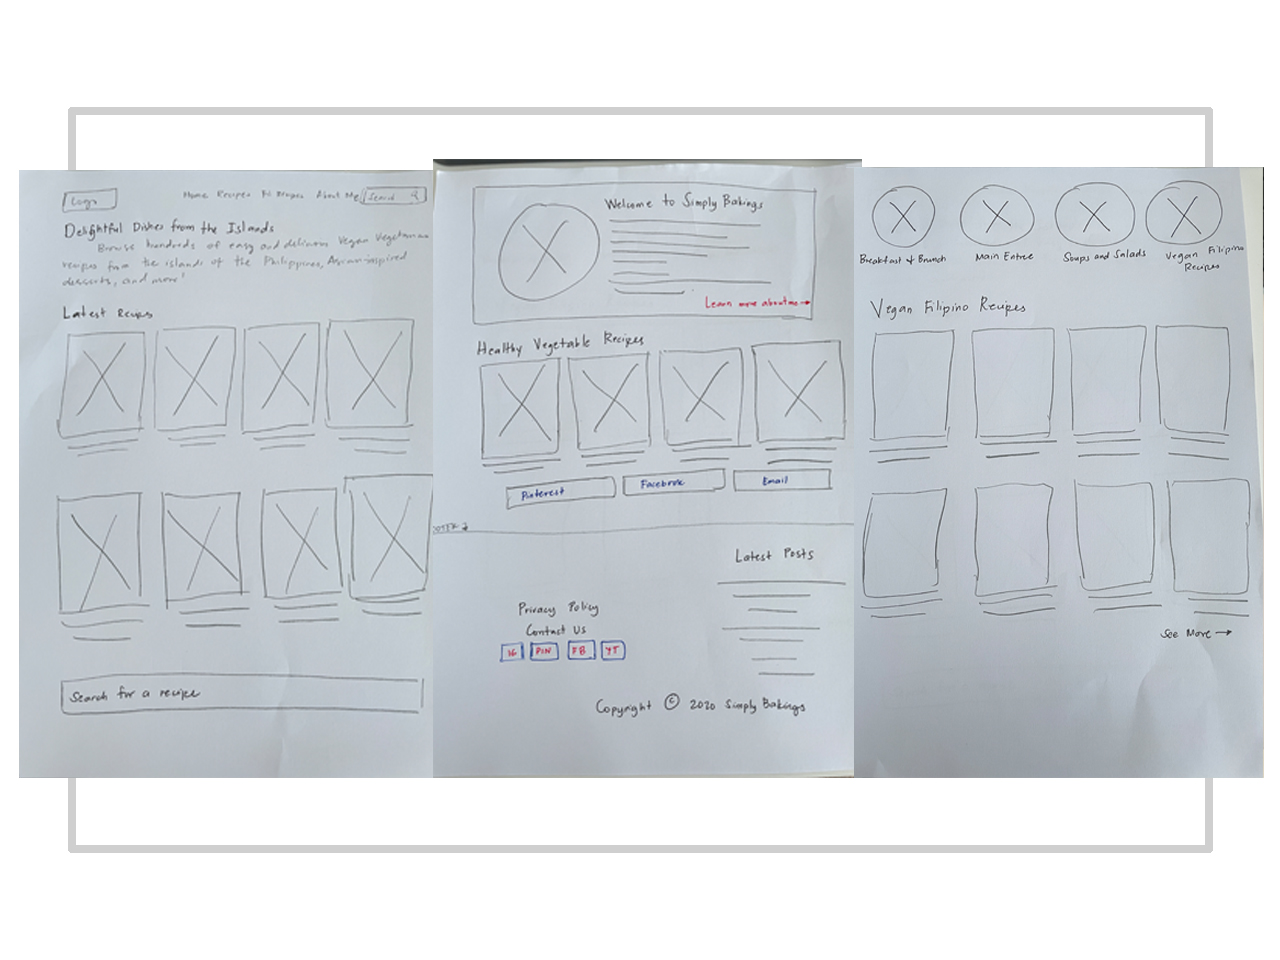 Logo
Home Recipes
About Me
Search
Delightful Dishes from the Islands
Browse hundreds of easy and delicious Vegan Vegetarian
recipes from the islands of the Philippines, Asian-inspired
desserts, and more!
Latest Recipes
Search for a recipe
Welcome to Simply Bakings
Learn more about me →
Healthy Vegetable Recipes
Pinterest
Facebook
Email
Latest Posts
Privacy Policy
Contact Us
IG
PIN
FB
YT
Copyright © 2020 Simply Bakings
Breakfast & Brunch
Main Entree
Soups and Salads
Vegan Filipino
Recipes
Vegan Filipino Recipes
See More →